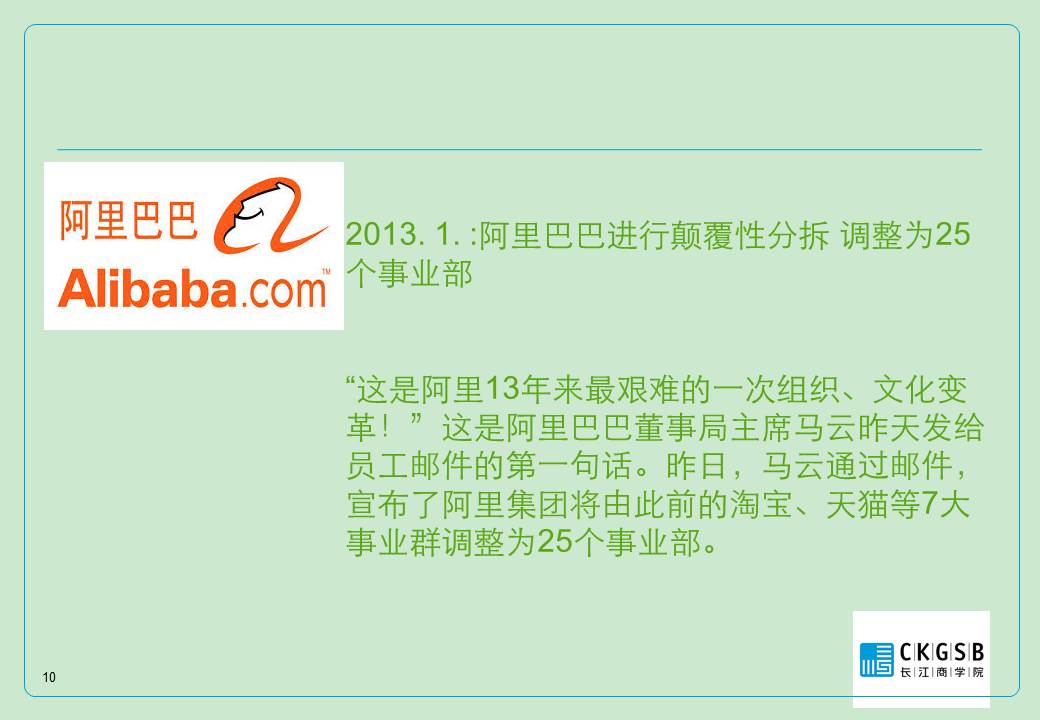 阿里巴巴
Alibaba.com™
2013. 1. :阿里巴巴进行颠覆性分拆 调整为25
个事业部
“这是阿里13年来最艰难的一次组织、文化变
革！”这是阿里巴巴董事局主席马云昨天发给
员工邮件的第一句话。昨日，马云通过邮件，
宣布了阿里集团将由此前的淘宝、天猫等7大
事业群调整为25个事业部。
CKGSB
长江商学院
10